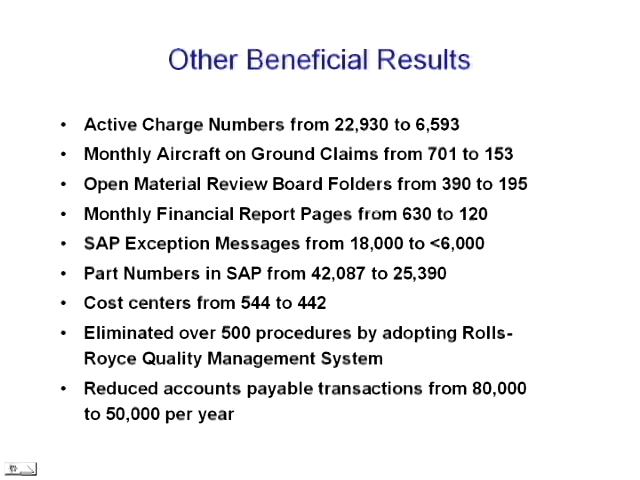 Other Beneficial Results
• Active Charge Numbers from 22,930 to 6,593
• Monthly Aircraft on Ground Claims from 701 to 153
• Open Material Review Board Folders from 390 to 195
• Monthly Financial Report Pages from 630 to 120
• SAP Exception Messages from 18,000 to <6,000
• Part Numbers in SAP from 42,087 to 25,390
• Cost centers from 544 to 442
• Eliminated over 500 procedures by adopting Rolls-
Royce Quality Management System
• Reduced accounts payable transactions from 80,000
to 50,000 per year